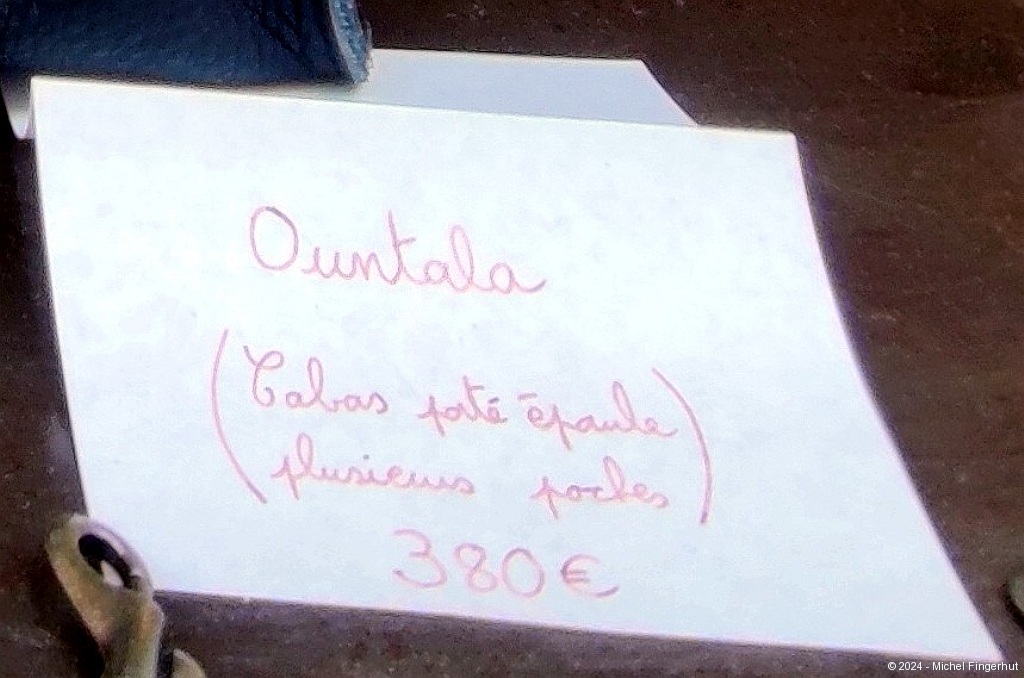 Ountala
(Cabas porté-épaule
plusieurs poches)
380€
© 2024 - Michel Fingerhut